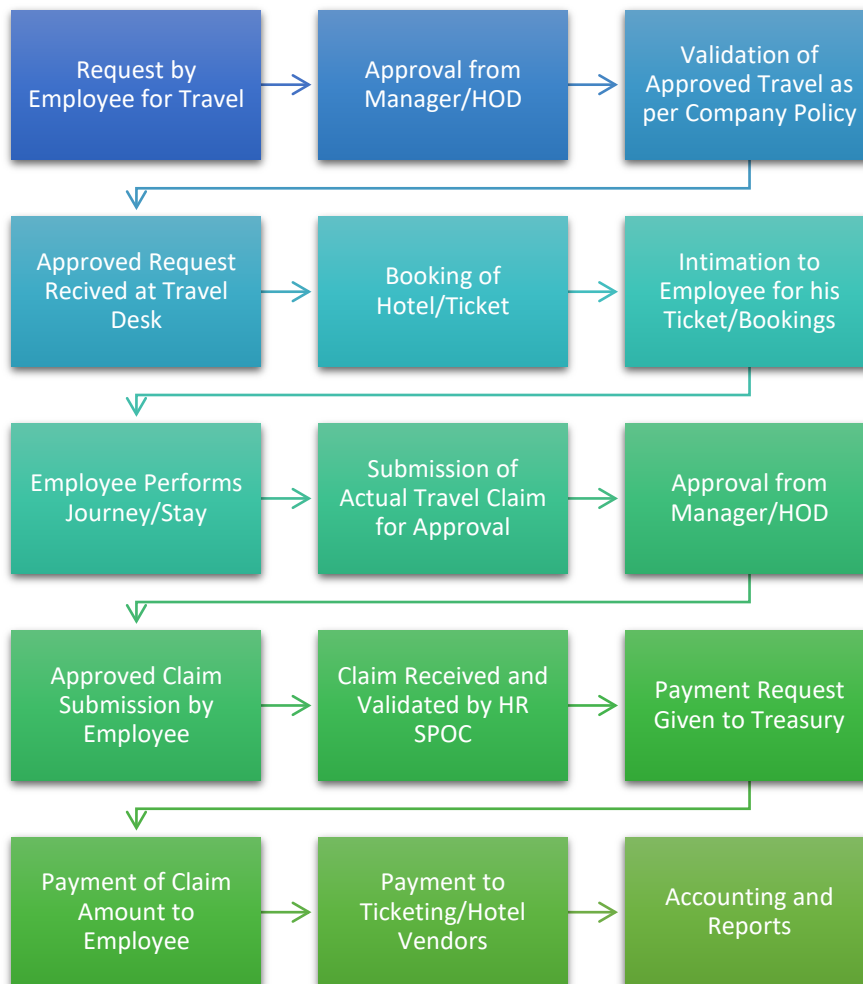 Request by
Employee for Travel
Approval from
Manager/HOD
Validation of
Approved Travel as
per Company Policy
Approved Request
Recived at Travel
Desk
Booking of
Hotel/Ticket
Intimation to
Employee for his
Ticket/Bookings
Employee Performs
Journey/Stay
Submission of
Actual Travel Claim
for Approval
Approval from
Manager/HOD
Approved Claim
Submission by
Employee
Claim Received and
Validated by HR
SPOC
Payment Request
Given to Treasury
Payment of Claim
Amount to
Employee
Payment to
Ticketing/Hotel
Vendors
Accounting and
Reports